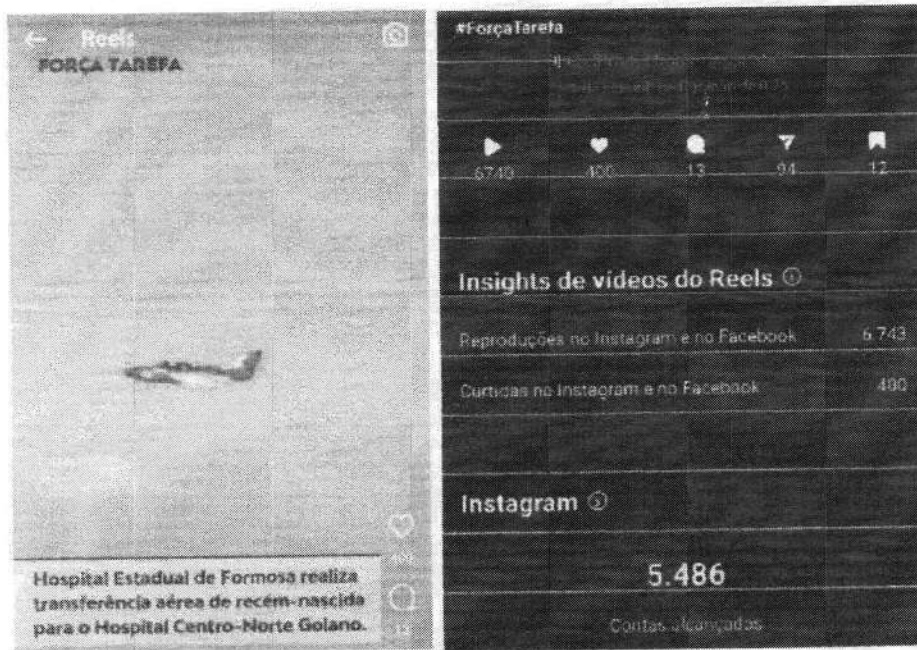 Reels
FORÇA TAREFA
Hospital Estadual de Formosa realiza
transferência aérea de recém-nascida
para o Hospital Centro-Norte Goiano.
13
#ForçaTarefa
6740 400 13 94 12
Insights de vídeos do Reels
Reproduções no Instagram e no Facebook 6.743
Curtidas no Instagram e no Facebook 400
Instagram
5.486
Contas alcançadas